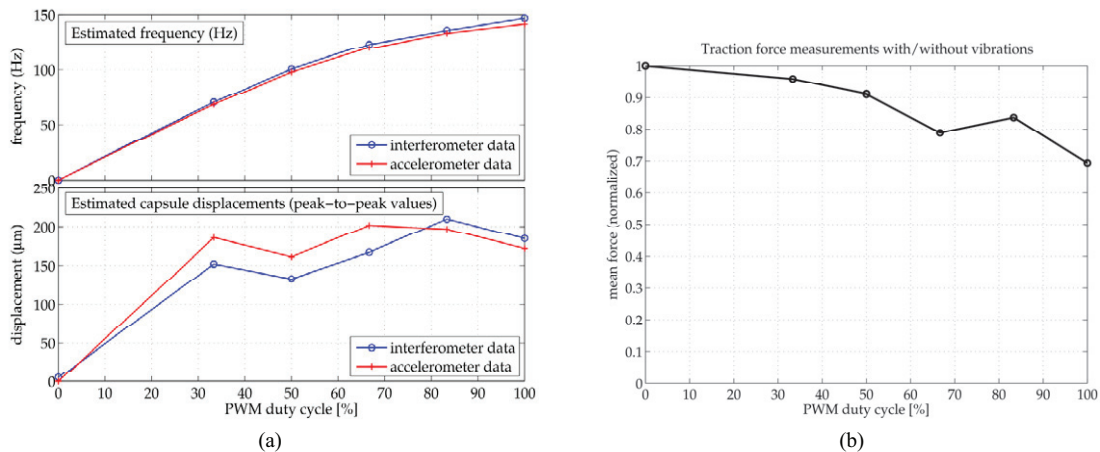 150
100
50
0
frequency (Hz)
Estimated frequency (Hz)
interferometer data
accelerometer data
250
200
150
100
50
0
displacement (µm)
Estimated capsule displacements (peak-to-peak values)
interferometer data
accelerometer data
0 10 20 30 40 50 60 70 80 90 100
PWM duty cycle [%]
(a)
Traction force measurements with/without vibrations
1
0.9
0.8
0.7
0.6
0.5
0.4
0.3
0.2
0.1
0
mean force (normalized)
0 10 20 30 40 50 60 70 80 90 100
PWM duty cycle [%]
(b)